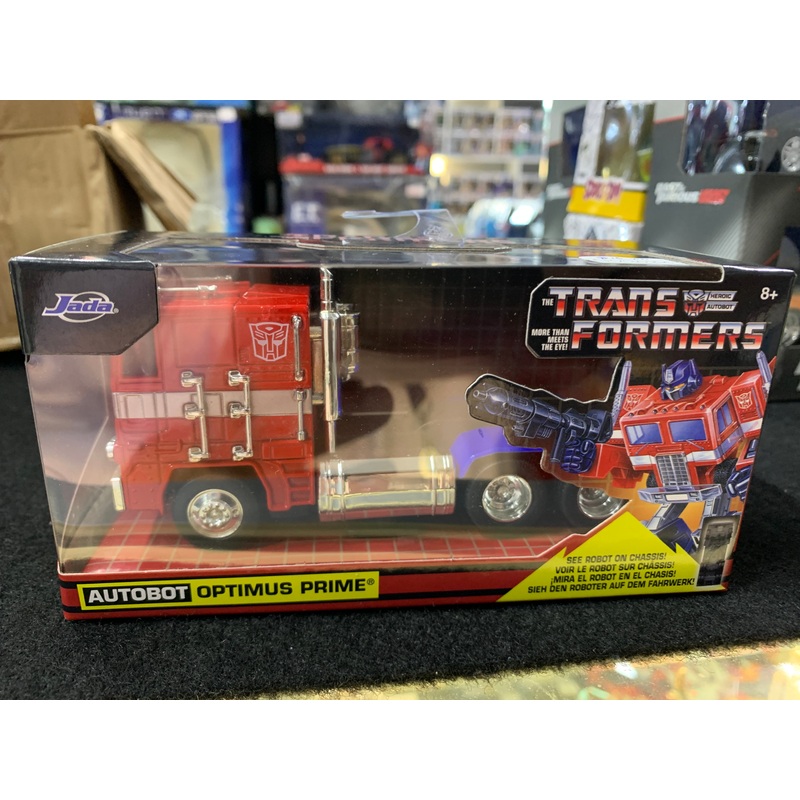 Jada
THE
TRANS
HEROIC
AUTOBOT
MORE THAN
MEETS
THE EYE!
FORMERS
8+
SEE ROBOT ON CHASSIS!
VOIR LE ROBOT SUR CHÂSSIS!
¡MIRA EL ROBOT EN EL CHASIS!
SIEH DEN ROBOTER AUF DEM FAHRWERK!
AUTOBOT OPTIMUS PRIME®